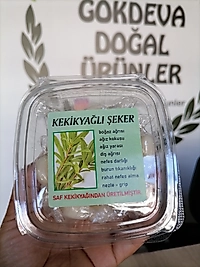 GÖKDEVA
DOĞAL
ÜRÜNLER
KEKİKYAĞLI ŞEKER
boğaz ağrısı
ağız kokusu
ağız yarası
diş ağrısı
nefes darlığı
burun tıkanıklığı
rahat nefes alma
nezle - grip
SAF KEKİKYAĞINDAN ÜRETİLMİŞTİR